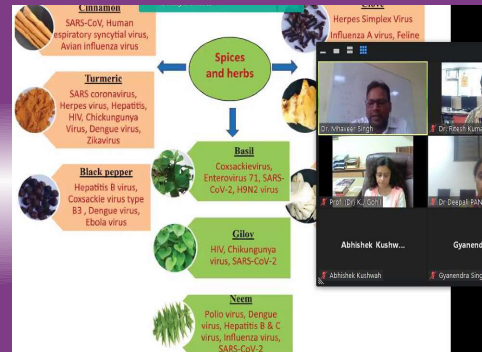 Cinnamon
SARS-CoV, Human
espiratory syncytial virus,
Avian influenza virus
Clove
Herpes Simplex Virus
Influenza A virus, Feline
Spices
and herbs
Turmeric
SARS coronavirus,
Herpes virus, Hepatitis,
HIV, Chickungunya
Virus, Dengue virus,
Zikavirus
Black pepper
Hepatitis B virus,
Coxsackie virus type
B3 , Dengue virus,
Ebola virus
Basil
Coxsackievirus,
Enterovirus 71, SARS-
CoV-2, H9N2 virus
Giloy
HIV, Chikungunya
virus, SARS-CoV-2
Neem
Polio virus, Dengue
virus, Hepatitis B & C
virus, Influenza virus,
SARS-CoV-2
Dr. Mhaveer Singh
Dr. Ritesh Kuma
Prof. (Dr) K.
Dr Deepali PAN
Abhishek Kushw...
Gyanend
Abhishek Kushwah
Gyanendra Sing